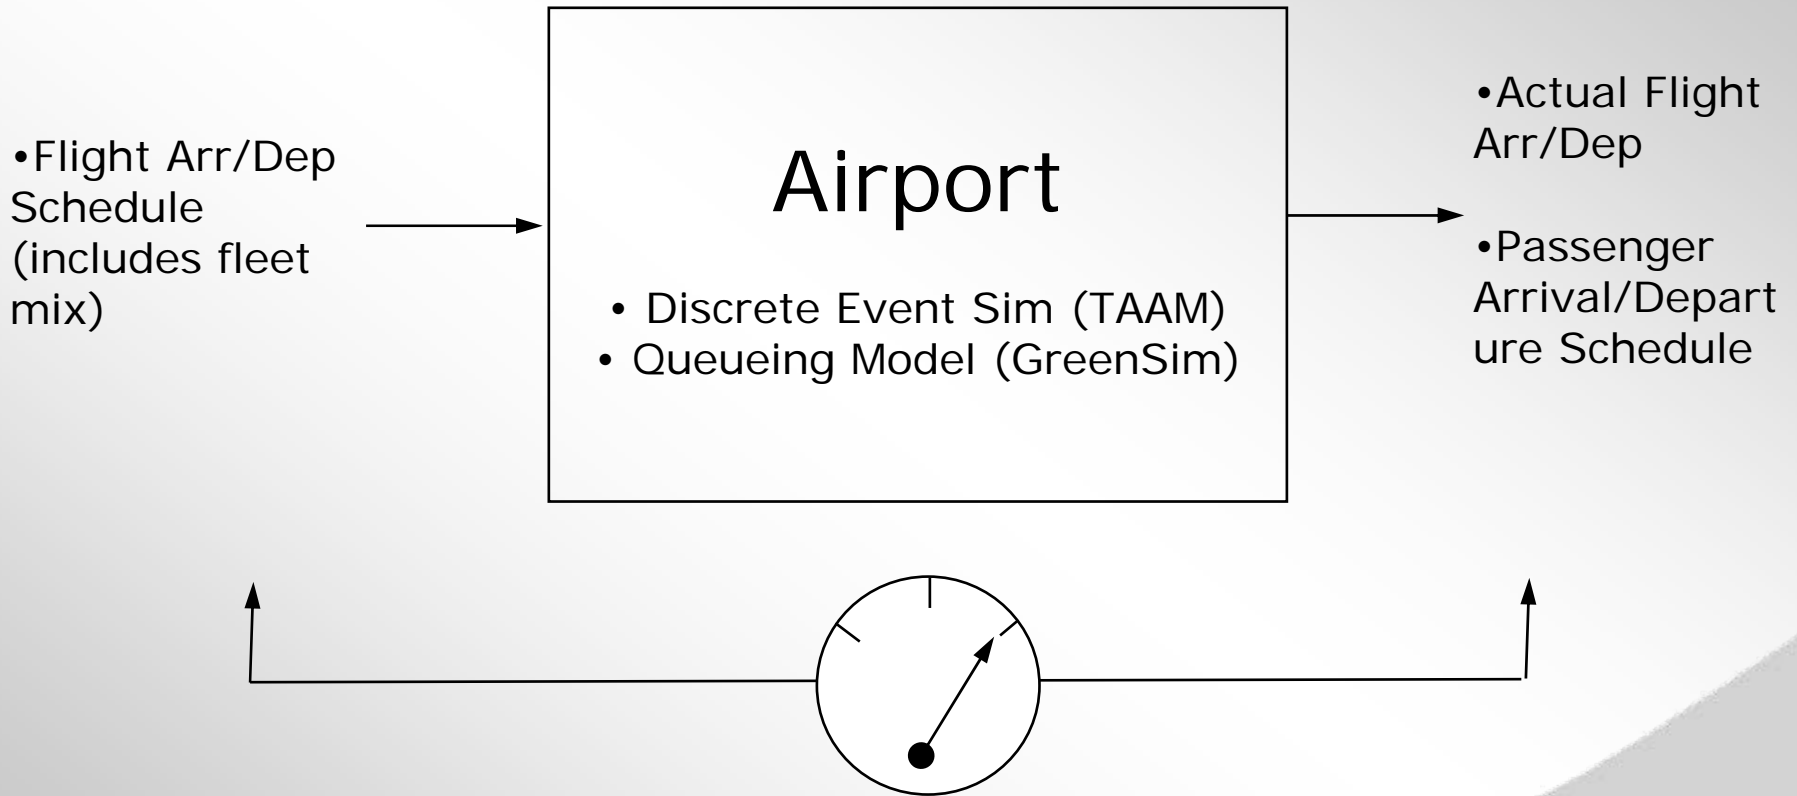 •Flight Arr/Dep
Schedule
(includes fleet
mix)
Airport
• Discrete Event Sim (TAAM)
• Queueing Model (GreenSim)
•Actual Flight
Arr/Dep
•Passenger
Arrival/Depart
ure Schedule